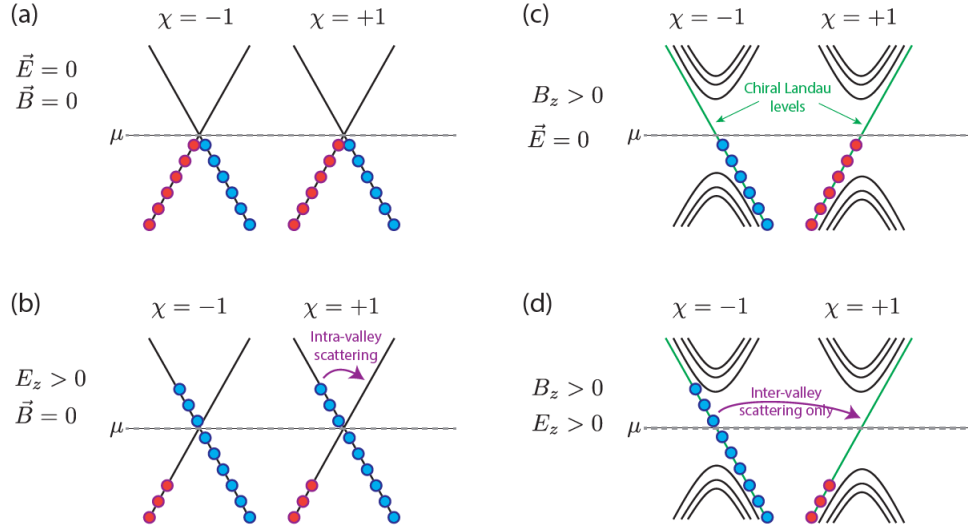 (a)
χ = −1
χ = +1
E⃗ = 0
B⃗ = 0
μ
(c)
χ = −1
χ = +1
B_z > 0
E⃗ = 0
Chiral Landau
levels
μ
(b)
χ = −1
χ = +1
Intra-valley
scattering
E_z > 0
B⃗ = 0
μ
(d)
χ = −1
χ = +1
B_z > 0
E_z > 0
Inter-valley
scattering only
μ